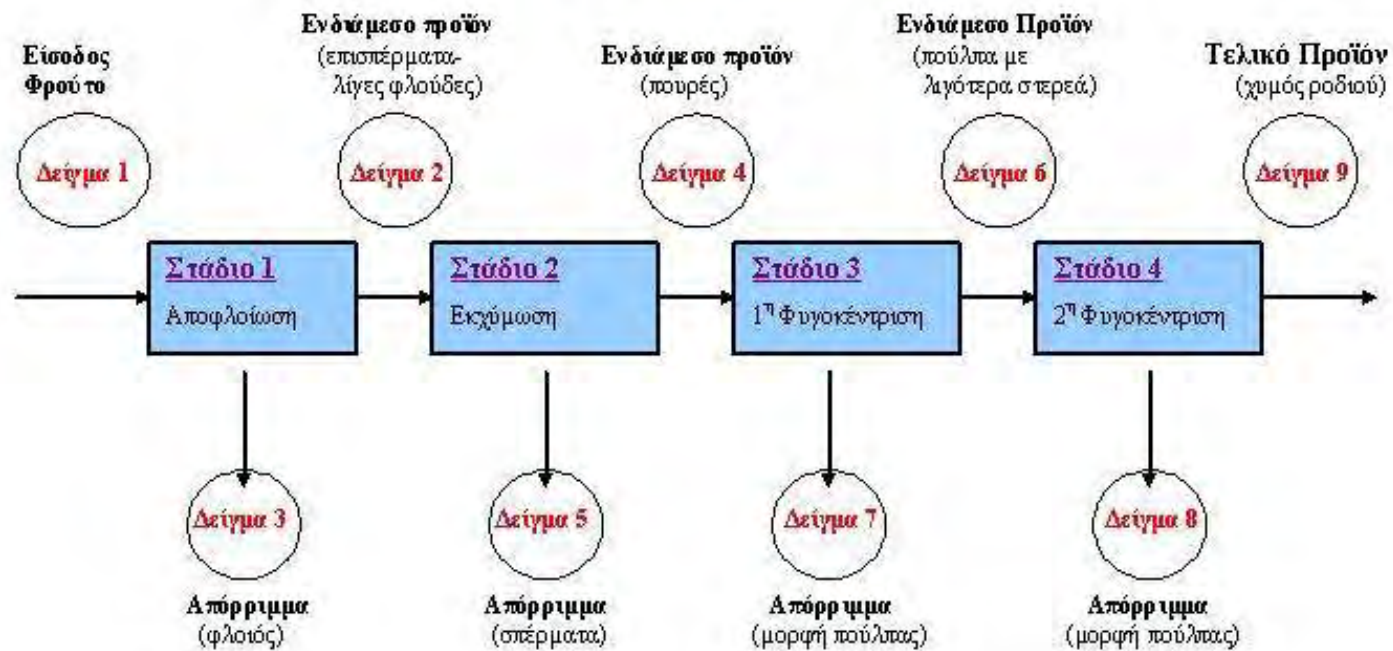 Είσοδος
Φρούτο
Δείγμα 1
Ενδιάμεσο προϊόν
(επισπέρματα-
λίγες φλούδες)
Δείγμα 2
Ενδιάμεσο προϊόν
(πουρές)
Δείγμα 4
Ενδιάμεσο Προϊόν
(πούλπα με
λιγότερα στερεά)
Δείγμα 6
Τελικό Προϊόν
(χυμός ροδιού)
Δείγμα 9
Στάδιο 1
Αποφλοίωση
Στάδιο 2
Εκχύμωση
Στάδιο 3
1η Φυγοκέντριση
Στάδιο 4
2η Φυγοκέντριση
Δείγμα 3
Απόρριμμα
(φλοιός)
Δείγμα 5
Απόρριμμα
(σπέρματα)
Δείγμα 7
Απόρριμμα
(μορφή πούλπας)
Δείγμα 8
Απόρριμμα
(μορφή πούλπας)